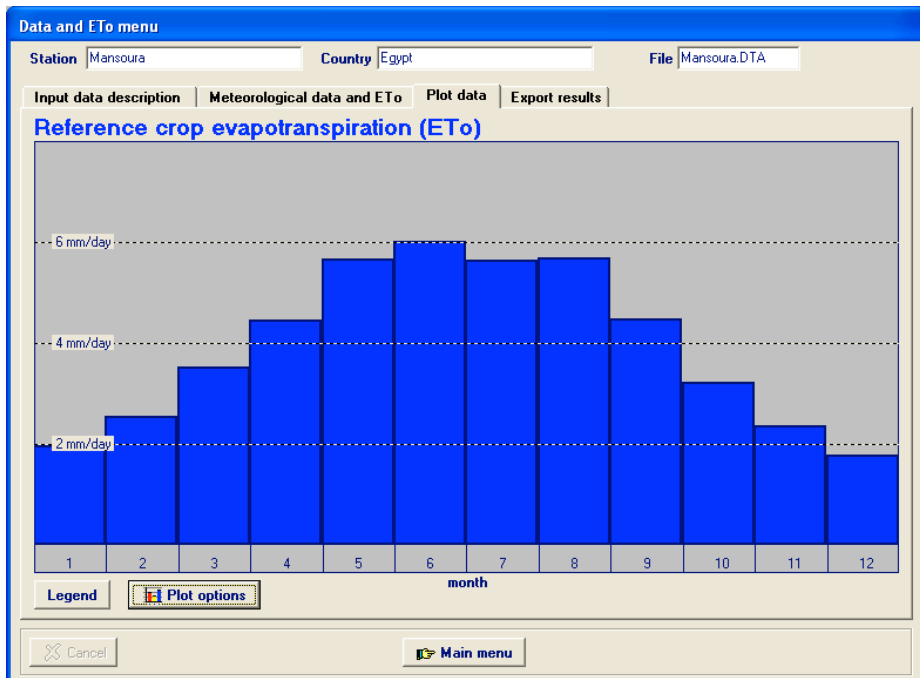 Data and ETo menu
Station Mansoura Country Egypt File Mansoura.DTA
Input data description Meteorological data and ETo Plot data Export results
Reference crop evapotranspiration (ETo)
6 mm/day
4 mm/day
2 mm/day
1 2 3 4 5 6 7 8 9 10 11 12
month
Legend Plot options
Cancel Main menu